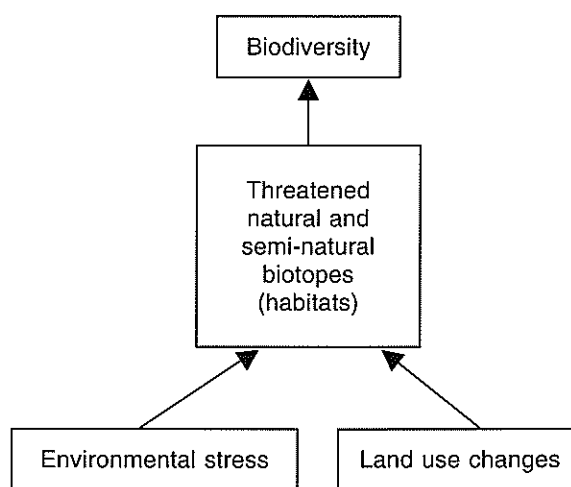 Biodiversity
Threatened
natural and
semi-natural
biotopes
(habitats)
Environmental stress
Land use changes